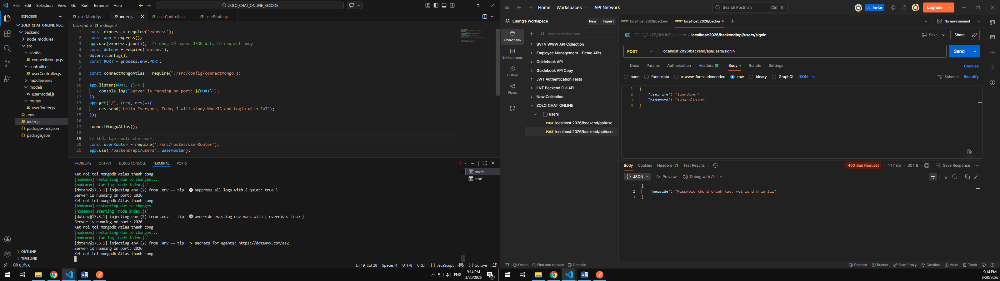 File Edit Selection View Go Run Terminal Help
ZOLO_CHAT_ONLINE_RECODE
EXPLORER
ZOLO_CHAT_ONLINE_REC...
backend
node_modules
src
config
JS connectMongo.js
controllers
JS userController.js
middlewares
models
JS userModel.js
routes
JS userRouter.js
.env
JS index.js
{} package-lock.json
{} package.json
OUTLINE
TIMELINE
JS userModel.js
JS index.js
JS userController.js
JS userRouter.js
backend > JS index.js > ...
1 const express = require('express');
2 const app = express();
3 app.use(express.json()); // dùng để parse JSON data từ request body
4 const dotenv = require('dotenv');
5 dotenv.config();
6 const PORT = process.env.PORT;
7
8 const connectMongoAtlas = require('./src/config/connectMongo');
9
10 app.listen(PORT, ()=> {
11 console.log(`Server is running on port: ${PORT}`);
12 })
13 app.get('/', (req, res)=>{
14 res.send('Hello Everyone, Today I will study NodeJS and Login with JWT');
15 });
16
17 connectMongoAtlas();
18
19 // khởi tạo route cho user:
20 const userRouter = require('./src/routes/userRouter');
21 app.use('/backend/api/users', userRouter);
PROBLEMS OUTPUT DEBUG CONSOLE TERMINAL PORTS
node
cmd
Ket noi toi mongodb Atlas thanh cong
[nodemon] restarting due to changes...
[nodemon] starting `node index.js`
[dotenv@17.3.1] injecting env (2) from .env -- tip: ⚙️ suppress all logs with { quiet: true }
Server is running on port: 2026
Ket noi toi mongodb Atlas thanh cong
[nodemon] restarting due to changes...
[nodemon] starting `node index.js`
[dotenv@17.3.1] injecting env (2) from .env -- tip: ⚙️ override existing env vars with { override: true }
Server is running on port: 2026
Ket noi toi mongodb Atlas thanh cong
[nodemon] restarting due to changes...
[nodemon] starting `node index.js`
[dotenv@17.3.1] injecting env (2) from .env -- tip: ⚡ secrets for agents: https://dotenvx.com/as2
Server is running on port: 2026
Ket noi toi mongodb Atlas thanh cong
0 0
Ln 19, Col 28 Spaces: 4 UTF-8 CRLF {} JavaScript Go Live
ENG
9:14 PM
3/20/2026
7
Home Workspaces API Network
Search Postman Ctrl K
Invite
Upgrade
Luong's Workspace
New Import
POST localhost:2026/backend
POST localhost:2026/backer
No environment
Collections
Environments
History
Flows
Search collections
BVTV WWW API Collection
Employee Management - Demo APIs
Guidebook API
Guidebook API Copy
JWT Authentication Tests
LNT Backend Full API
New Collection
ZOLO_CHAT_ONLINE
users
POST localhost:2026/backend/api/use...
POST localhost:2026/backend/api/use...
HTTP ZOLO_CHAT_ONLINE / users / localhost:2026/backend/api/users/signin
Save Share
POST localhost:2026/backend/api/users/signin
Send
Docs Params Authorization Headers (9) Body Scripts Settings
Cookies
none form-data x-www-form-urlencoded raw binary GraphQL JSON
Schema Beautify
1 {
2 "username": "luongxmen",
3 "password": "123456lu123$"
4 }
Body Cookies Headers (7) Test Results
400 Bad Request 147 ms 301 B Save Response
{} JSON Preview Debug with AI
1 {
2 "message": "Password khong chinh xac, vui long nhap lai"
3 }
Online Find and replace Console
Postbot Runner Start Proxy Cookies Vault Trash
9:14 PM
3/20/2026